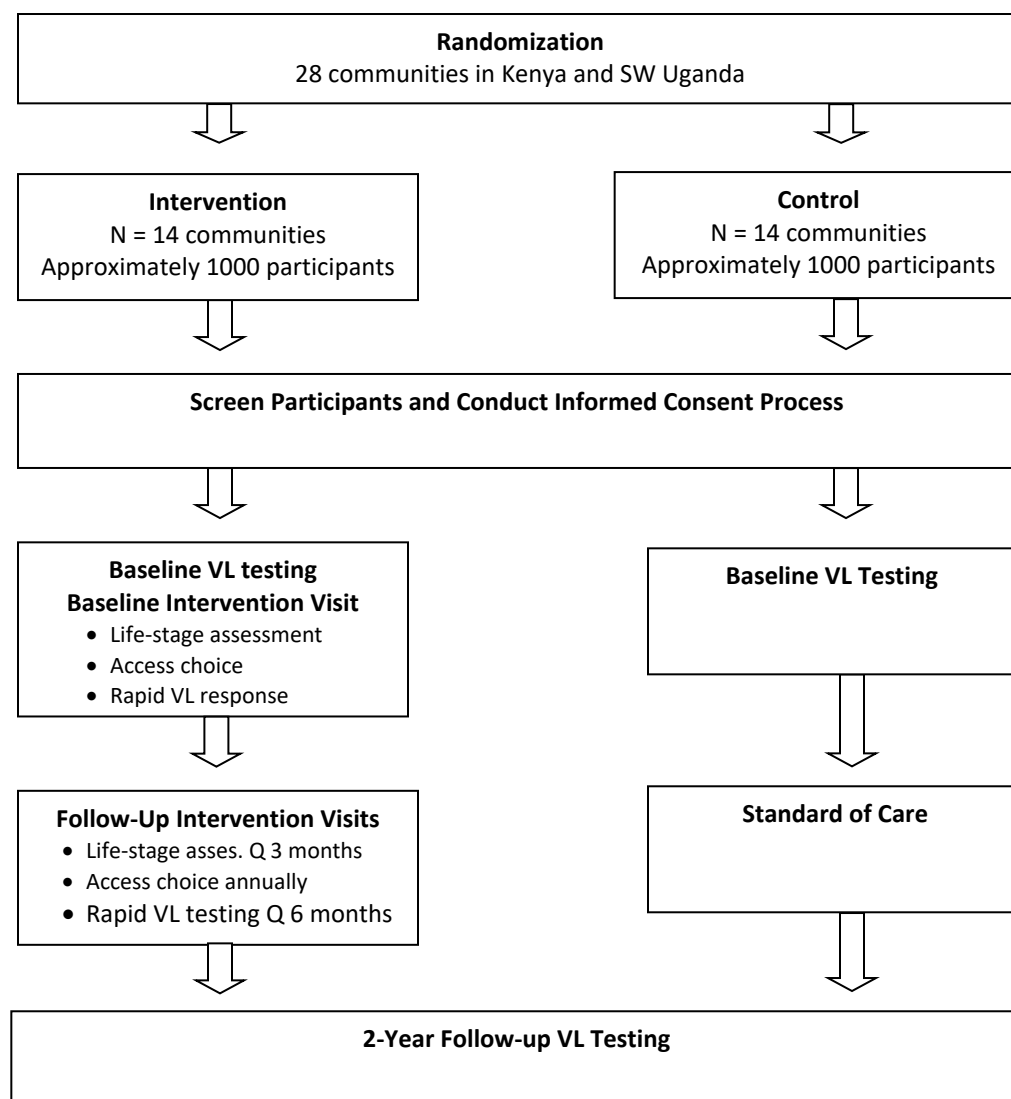 Randomization
28 communities in Kenya and SW Uganda
Intervention
N = 14 communities
Approximately 1000 participants
Control
N = 14 communities
Approximately 1000 participants
Screen Participants and Conduct Informed Consent Process
Baseline VL testing
Baseline Intervention Visit
• Life-stage assessment
• Access choice
• Rapid VL response
Baseline VL Testing
Follow-Up Intervention Visits
• Life-stage asses. Q 3 months
• Access choice annually
• Rapid VL testing Q 6 months
Standard of Care
2-Year Follow-up VL Testing